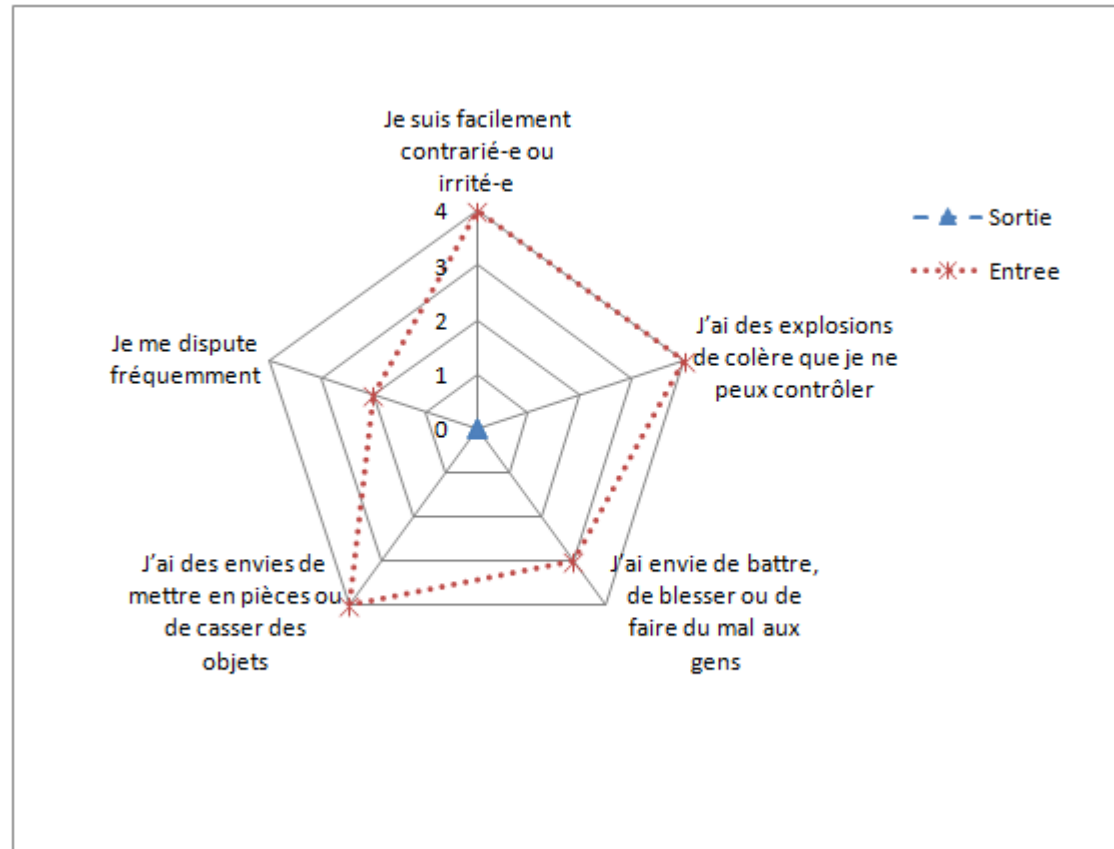 Je suis facilement
contrarié-e ou
irrité-e
4
3
2
1
0
Sortie
Entree
J'ai des explosions
de colère que je ne
peux contrôler
Je me dispute
fréquemment
J'ai des envies de
mettre en pièces ou
de casser des
objets
J'ai envie de battre,
de blesser ou de
faire du mal aux
gens